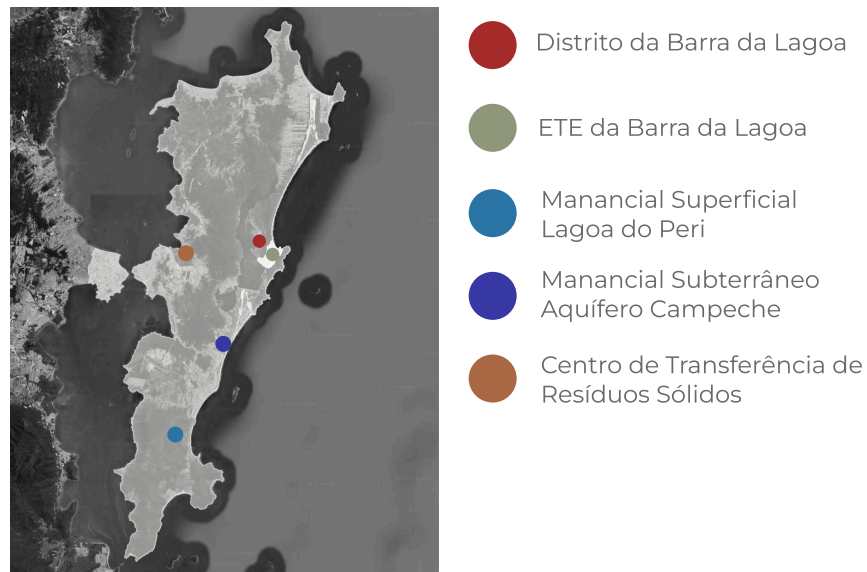 Distrito da Barra da Lagoa
ETE da Barra da Lagoa
Manancial Superficial
Lagoa do Peri
Manancial Subterrâneo
Aquífero Campeche
Centro de Transferência de
Resíduos Sólidos